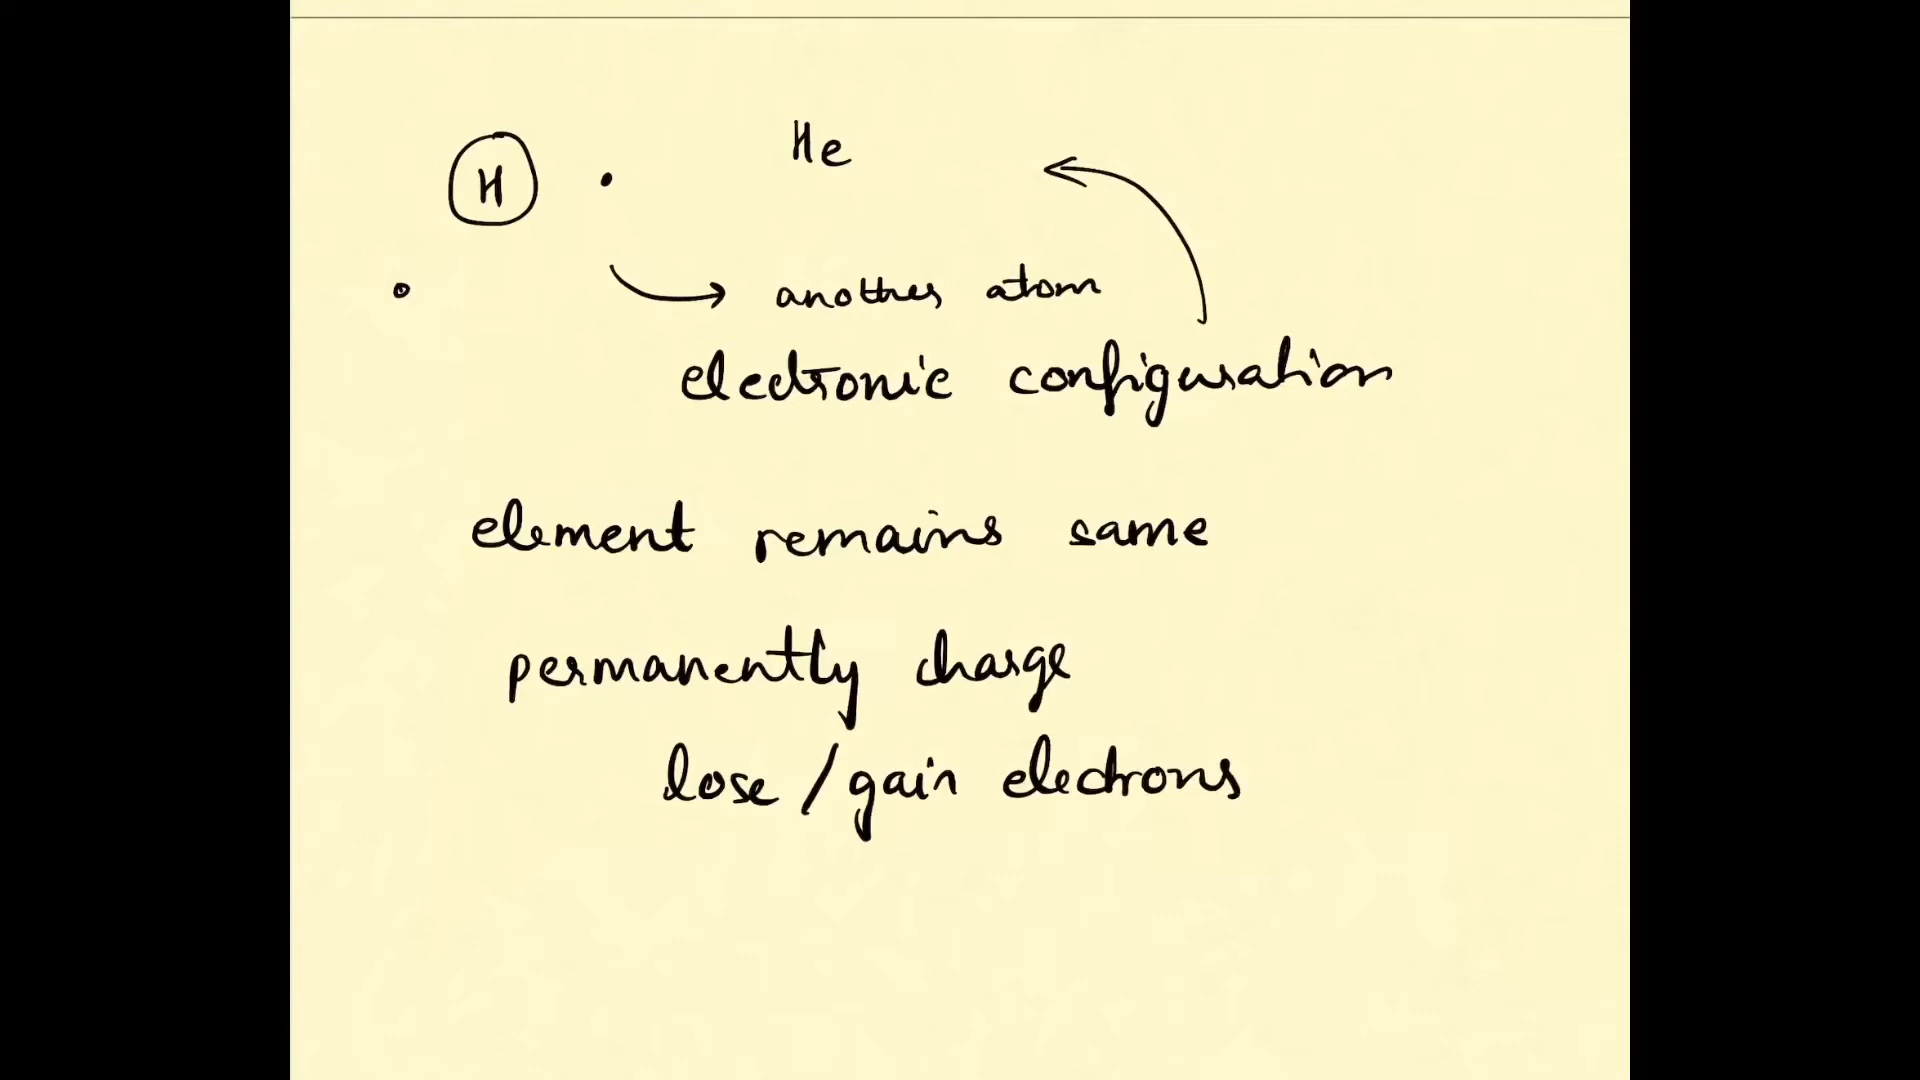 He
H
another atom
electronic configuration
element remains same
permanently charge
lose/gain electrons